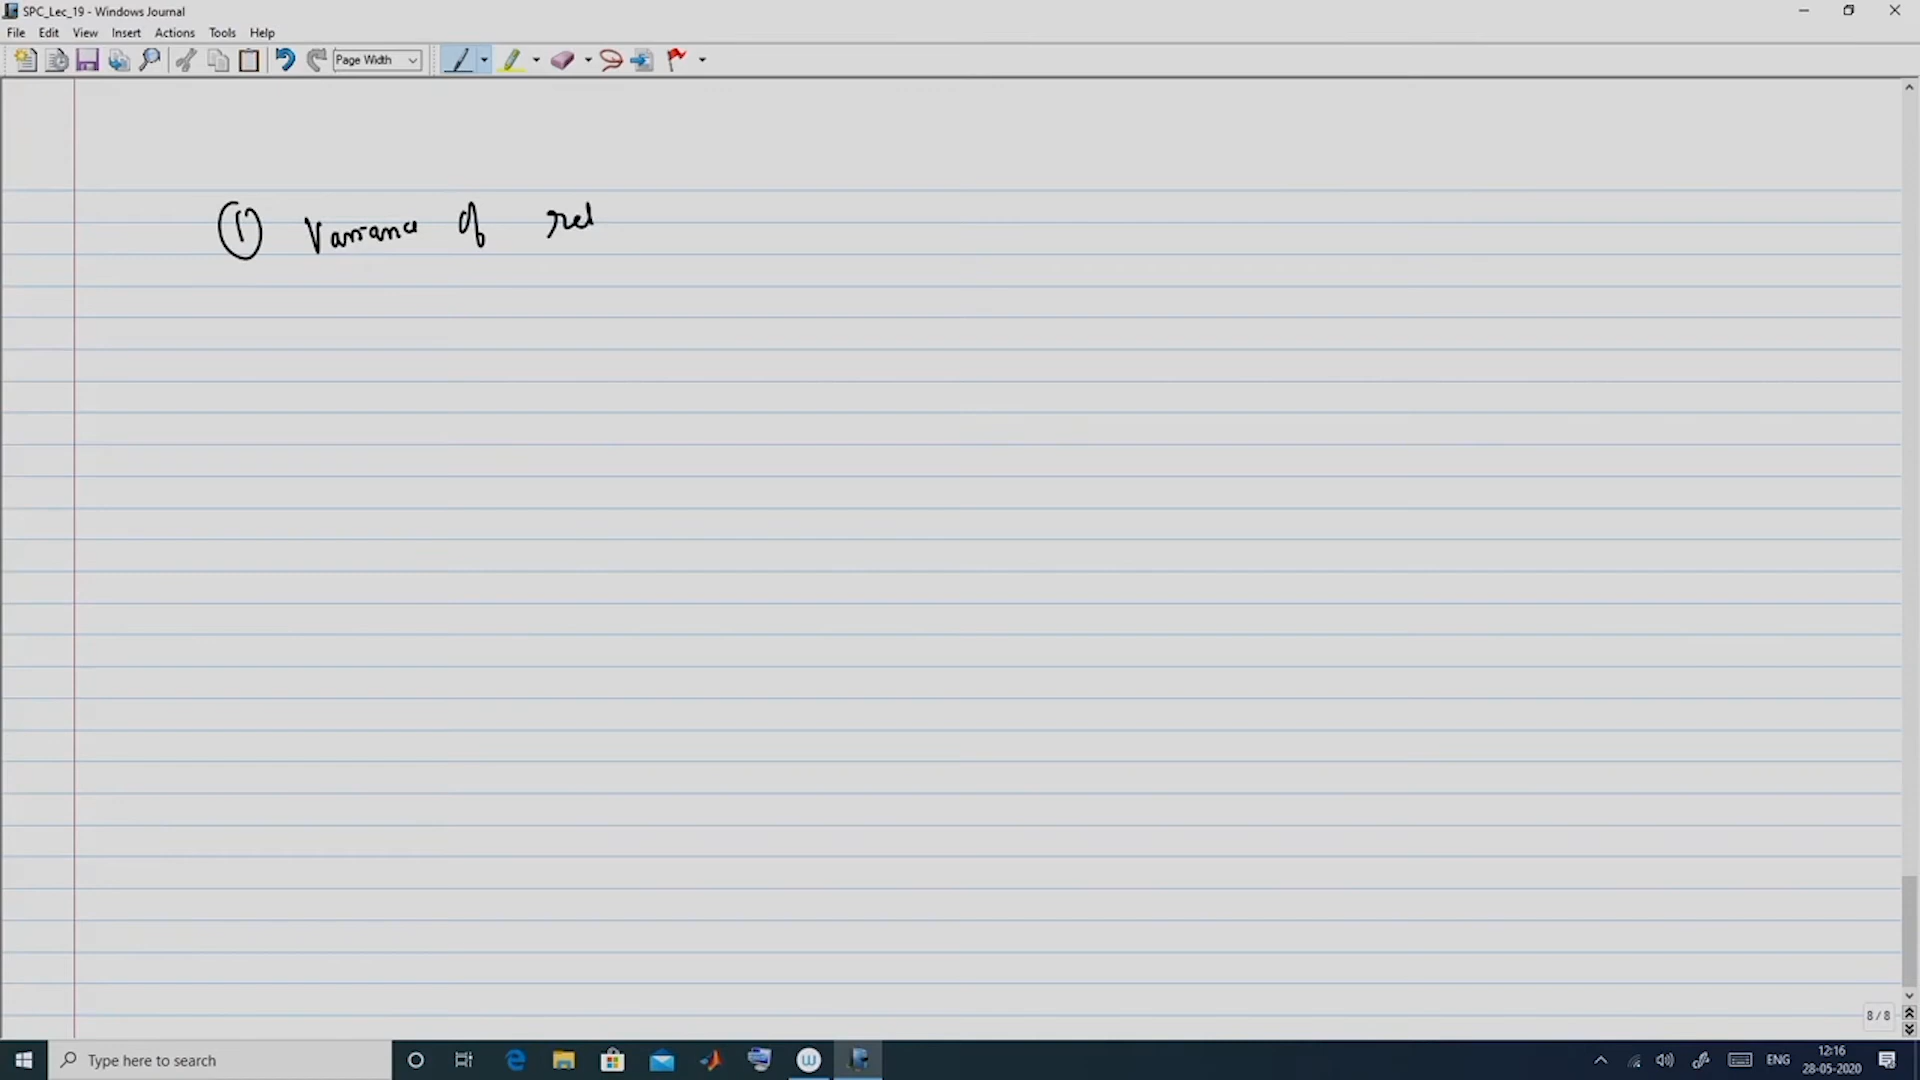 SPC_Lec_19 - Windows Journal
File Edit View Insert Actions Tools Help
Page Width
① Variance of rel
8 / 8
Type here to search
ENG
12:16
28-05-2020